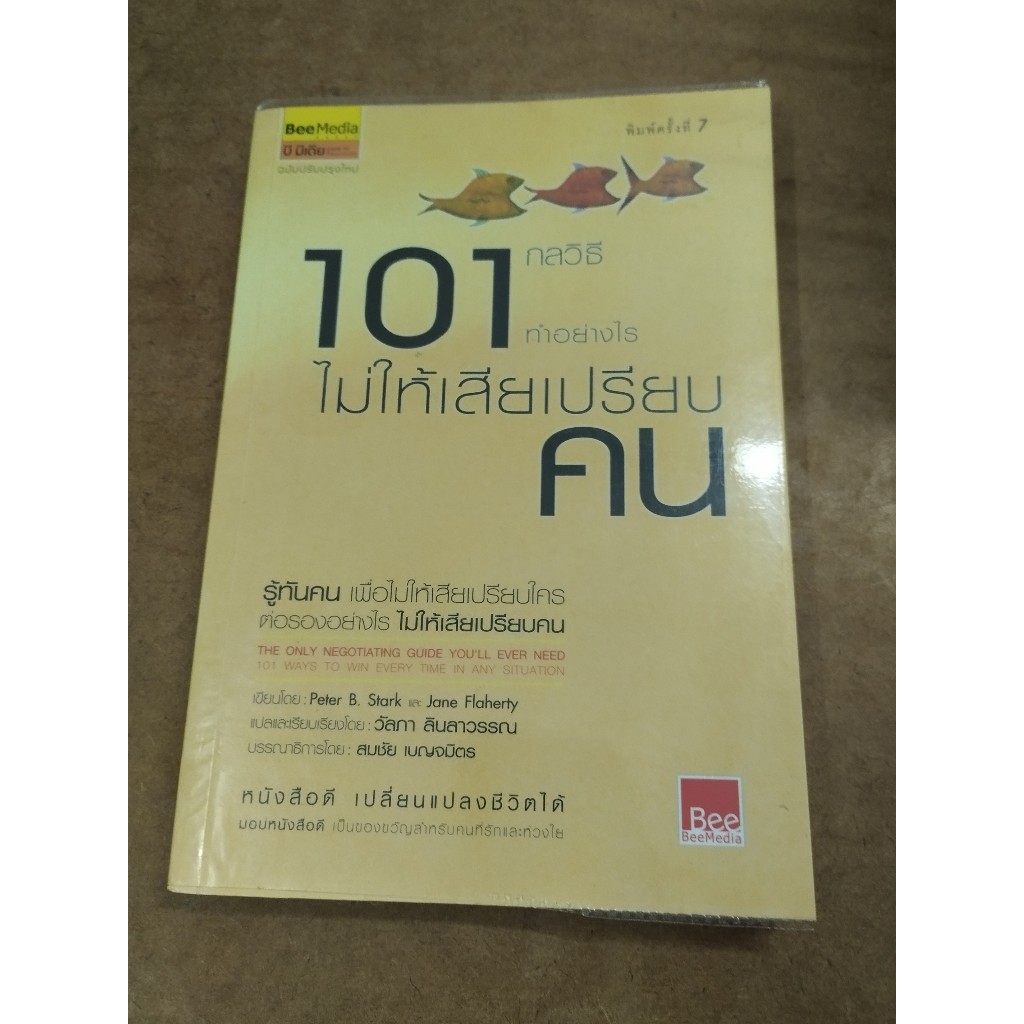 BeeMedia
บี มีเดีย
ฉบับปรับปรุงใหม่
พิมพ์ครั้งที่ 7
101 กลวิธี
ทำอย่างไร
ไม่ให้เสียเปรียบ
คน
รู้ทันคน เพื่อไม่ให้เสียเปรียบใคร
ต่อรองอย่างไร ไม่ให้เสียเปรียบคน
THE ONLY NEGOTIATING GUIDE YOU'LL EVER NEED
101 WAYS TO WIN EVERY TIME IN ANY SITUATION
เขียนโดย : Peter B. Stark และ Jane Flaherty
แปลและเรียบเรียงโดย : วัลภา ลินลาวรรณ
บรรณาธิการโดย : สมชัย เบญจมิตร
หนังสือดี เปลี่ยนแปลงชีวิตได้
มอบหนังสือดี เป็นของขวัญสำหรับคนที่รักและห่วงใย
Bee
BeeMedia